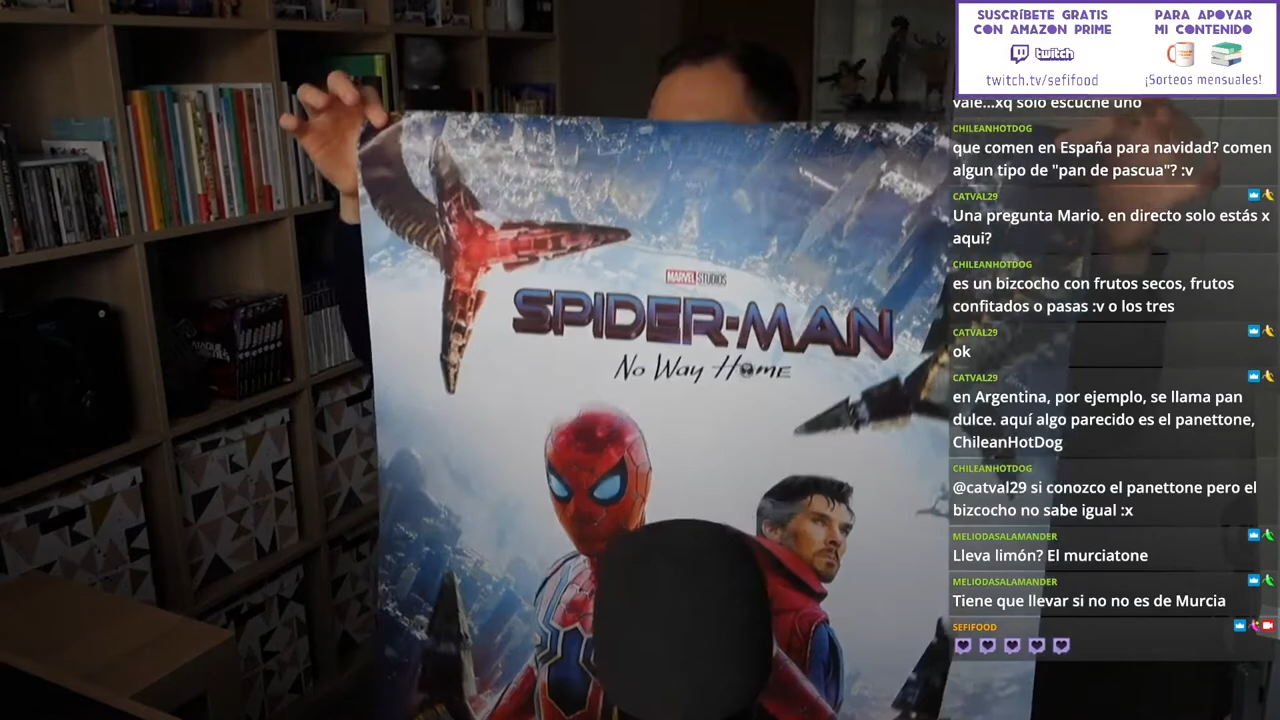 SUSCRÍBETE GRATIS
CON AMAZON PRIME
twitch
twitch.tv/sefifood
PARA APOYAR
MI CONTENIDO
¡Sorteos mensuales!
MARVEL STUDIOS
SPIDER-MAN
No Way Home
vale...xq solo escuche uno
CHILEANHOTDOG
que comen en España para navidad? comen
algun tipo de "pan de pascua"? :v
CATVAL29
Una pregunta Mario. en directo solo estás x
aqui?
CHILEANHOTDOG
es un bizcocho con frutos secos, frutos
confitados o pasas :v o los tres
CATVAL29
ok
CATVAL29
en Argentina, por ejemplo, se llama pan
dulce. aquí algo parecido es el panettone,
ChileanHotDog
CHILEANHOTDOG
@catval29 si conozco el panettone pero el
bizcocho no sabe igual :x
MELIODASALAMANDER
Lleva limón? El murciatone
MELIODASALAMANDER
Tiene que llevar si no no es de Murcia
SEFIFOOD